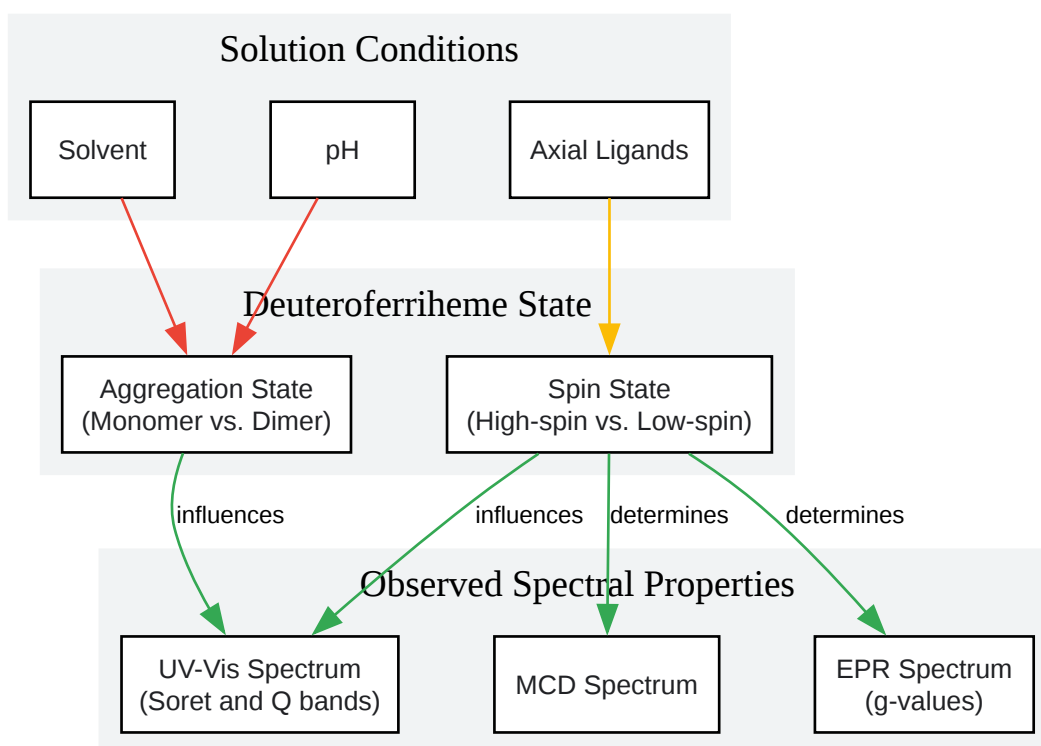 Solution Conditions
Solvent
pH
Axial Ligands
Deuteroferriheme State
Aggregation State
(Monomer vs. Dimer)
Spin State
(High-spin vs. Low-spin)
influences
influences
determines
determines
Observed Spectral Properties
UV-Vis Spectrum
(Soret and Q bands)
MCD Spectrum
EPR Spectrum
(g-values)